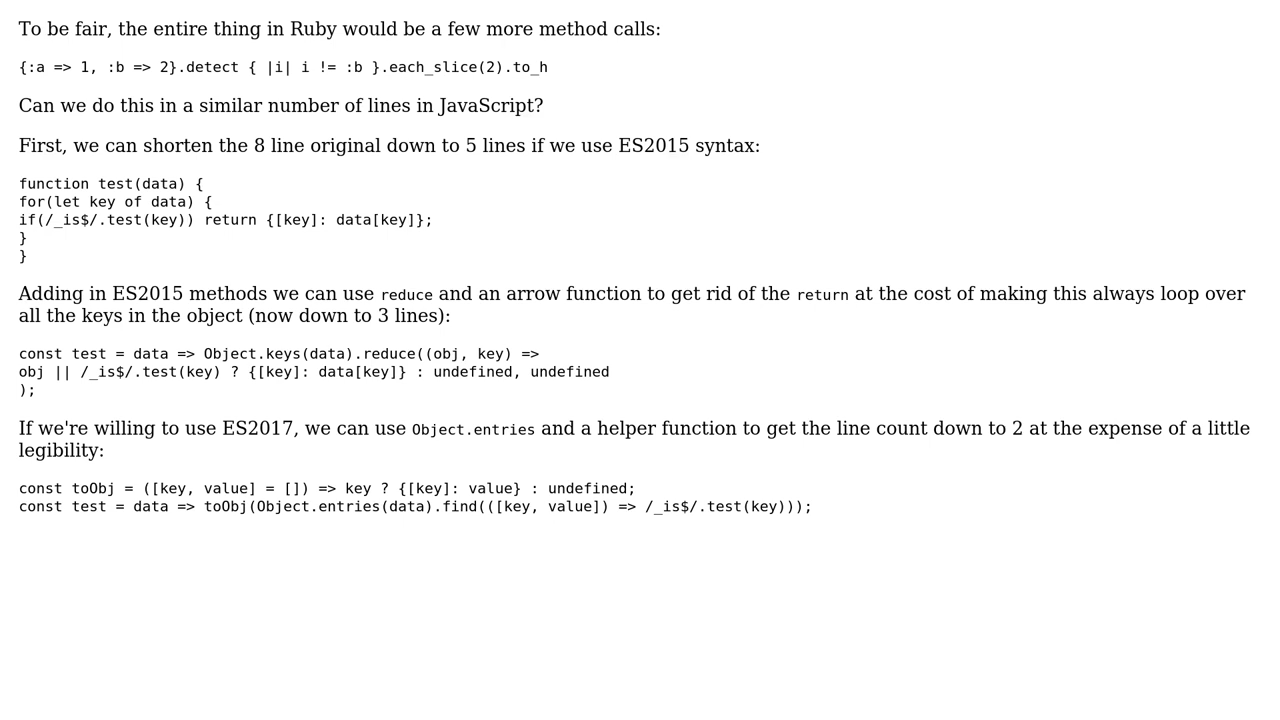 To be fair, the entire thing in Ruby would be a few more method calls:
{:a => 1, :b => 2}.detect { |i| i != :b }.each_slice(2).to_h
Can we do this in a similar number of lines in JavaScript?
First, we can shorten the 8 line original down to 5 lines if we use ES2015 syntax:
function test(data) {
for(let key of data) {
if(/_is$/.test(key)) return {[key]: data[key]};
}
}
Adding in ES2015 methods we can use reduce and an arrow function to get rid of the return at the cost of making this always loop over
all the keys in the object (now down to 3 lines):
const test = data => Object.keys(data).reduce((obj, key) =>
obj || /_is$/.test(key) ? {[key]: data[key]} : undefined, undefined
);
If we're willing to use ES2017, we can use Object.entries and a helper function to get the line count down to 2 at the expense of a little
legibility:
const toObj = ([key, value] = []) => key ? {[key]: value} : undefined;
const test = data => toObj(Object.entries(data).find(([key, value]) => /_is$/.test(key)));